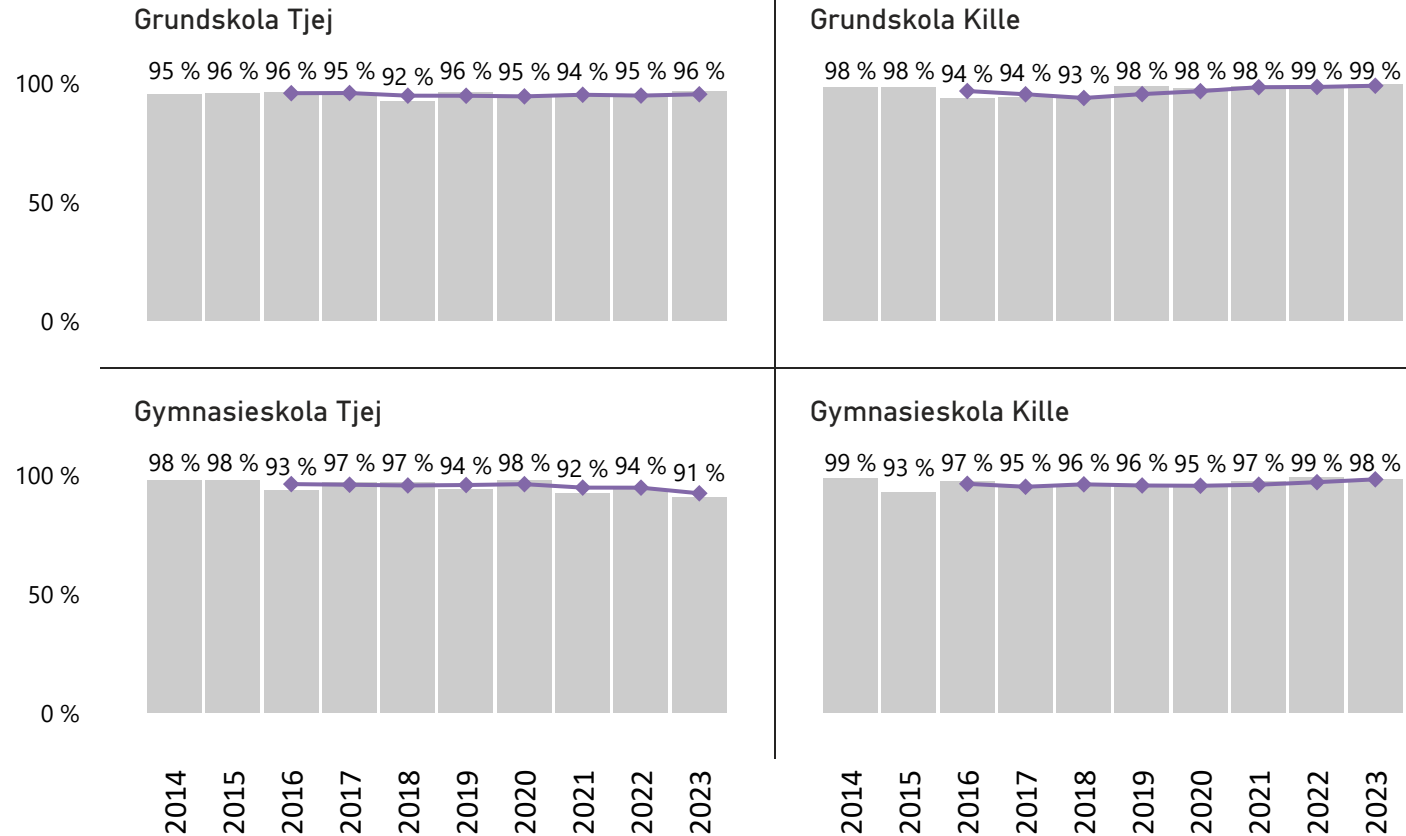 Grundskola Tjej
95 % 96 % 96 % 95 % 92 % 96 % 95 % 94 % 95 % 96 %
100 %
50 %
0 %
Grundskola Kille
98 % 98 % 94 % 94 % 93 % 98 % 98 % 98 % 99 % 99 %
Gymnasieskola Tjej
98 % 98 % 93 % 97 % 97 % 94 % 98 % 92 % 94 % 91 %
100 %
50 %
0 %
Gymnasieskola Kille
99 % 93 % 97 % 95 % 96 % 96 % 95 % 97 % 99 % 98 %
2014 2015 2016 2017 2018 2019 2020 2021 2022 2023
2014 2015 2016 2017 2018 2019 2020 2021 2022 2023